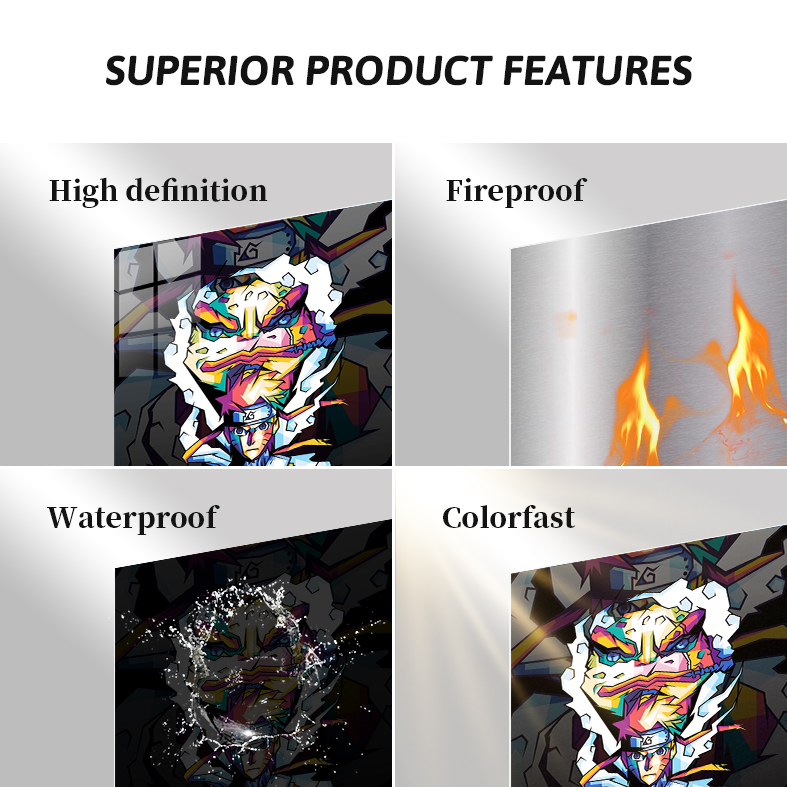 SUPERIOR PRODUCT FEATURES
High definition
Fireproof
Waterproof
Colorfast